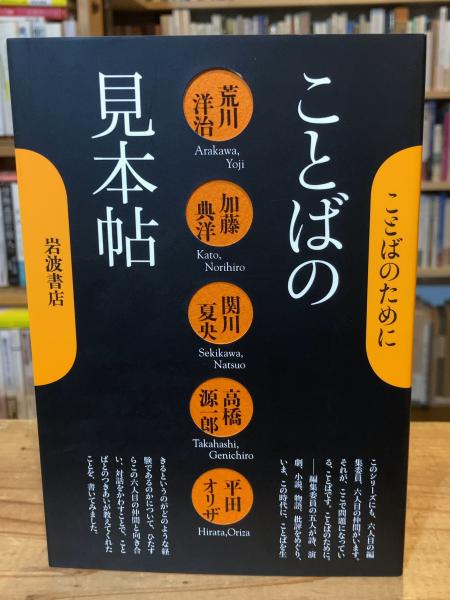 ことばのために
ことばの
見本帖
荒川
洋治
Arakawa,
Yoji
加藤
典洋
Kato,
Norihiro
関川
夏央
Sekikawa,
Natsuo
高橋
源一郎
Takahashi,
Genichiro
平田
オリザ
Hirata,Oriza
岩波書店
このシリーズにも、六人目の編
集委員、六人目の仲間がいます。
それが、ここで問題になってい
る、ことばです。ことばのために。
――編集委員の五人が詩、演
劇、小説、物語、批評をめぐり、
いま、この時代に、ことばを生
きるというのがどのような経
験であるのかについて、ひたす
らこの六人目の仲間と向き合
い、対話をかわすことで、こと
ばとのつきあいが教えてくれた
ことを、書いてみました。